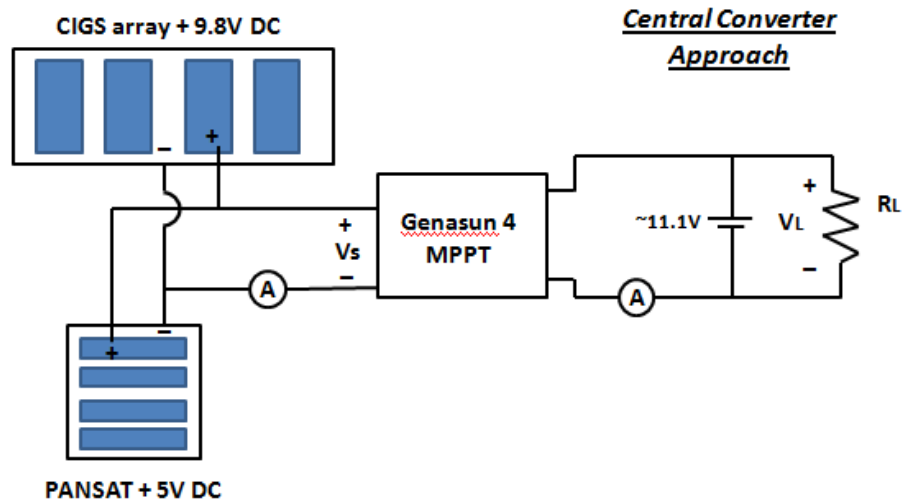 CIGS array + 9.8V DC
Central Converter
Approach
−
+
+
Vs
−
Genasun 4
MPPT
~11.1V
+
VL
−
RL
A
A
−
+
PANSAT + 5V DC